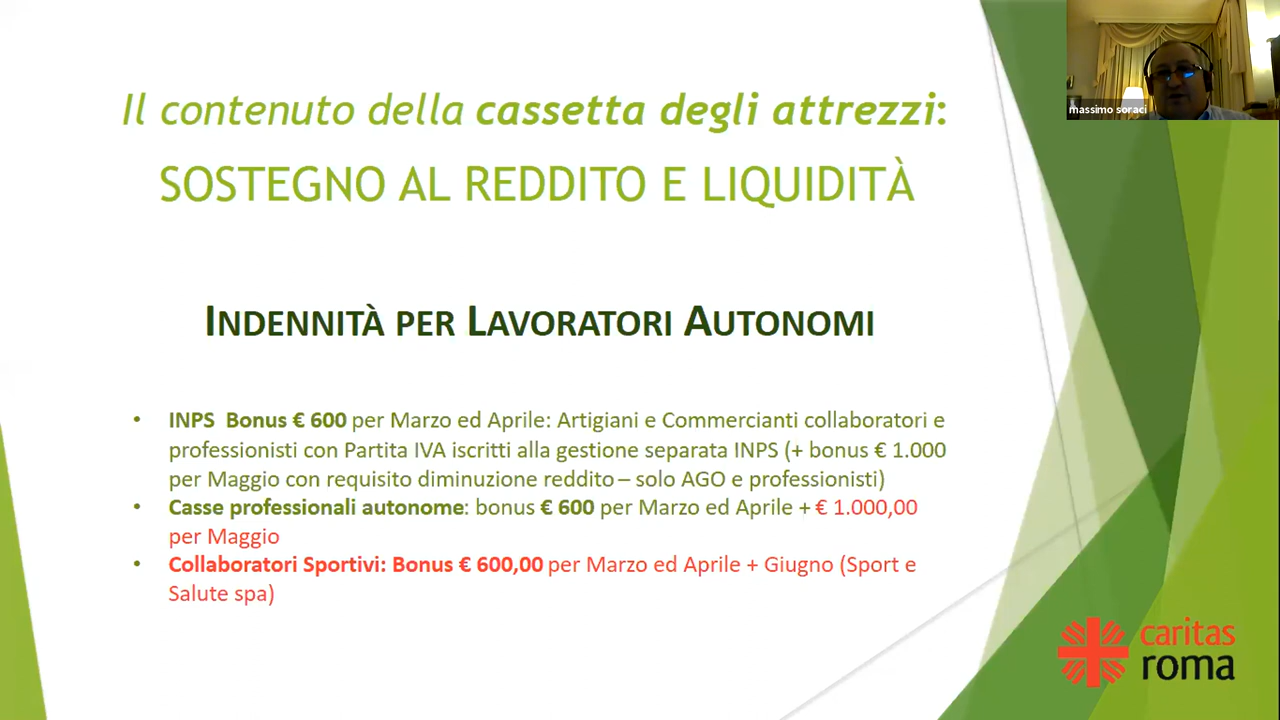 massimo soraci
Il contenuto della cassetta degli attrezzi:
SOSTEGNO AL REDDITO E LIQUIDITÀ
INDENNITÀ PER LAVORATORI AUTONOMI
• INPS Bonus € 600 per Marzo ed Aprile: Artigiani e Commercianti collaboratori e
professionisti con Partita IVA iscritti alla gestione separata INPS (+ bonus € 1.000
per Maggio con requisito diminuzione reddito – solo AGO e professionisti)
• Casse professionali autonome: bonus € 600 per Marzo ed Aprile + € 1.000,00
per Maggio
• Collaboratori Sportivi: Bonus € 600,00 per Marzo ed Aprile + Giugno (Sport e
Salute spa)
caritas
roma